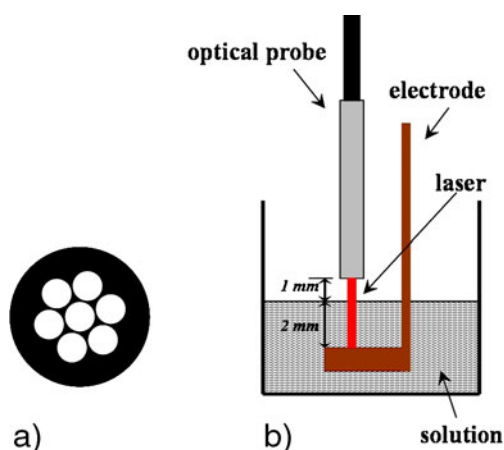 optical probe
electrode
laser
1 mm
2 mm
a)
b)
solution